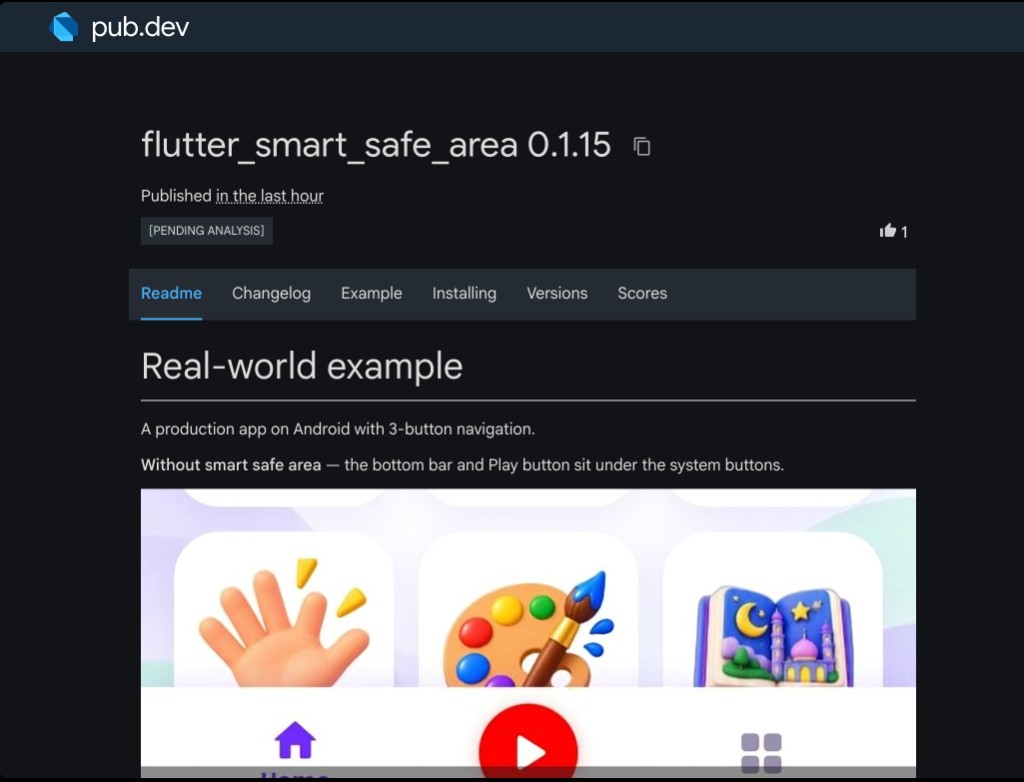 pub.dev
flutter_smart_safe_area 0.1.15
Published in the last hour
[PENDING ANALYSIS]
1
Readme Changelog Example Installing Versions Scores
Real-world example
A production app on Android with 3-button navigation.
Without smart safe area — the bottom bar and Play button sit under the system buttons.
Home